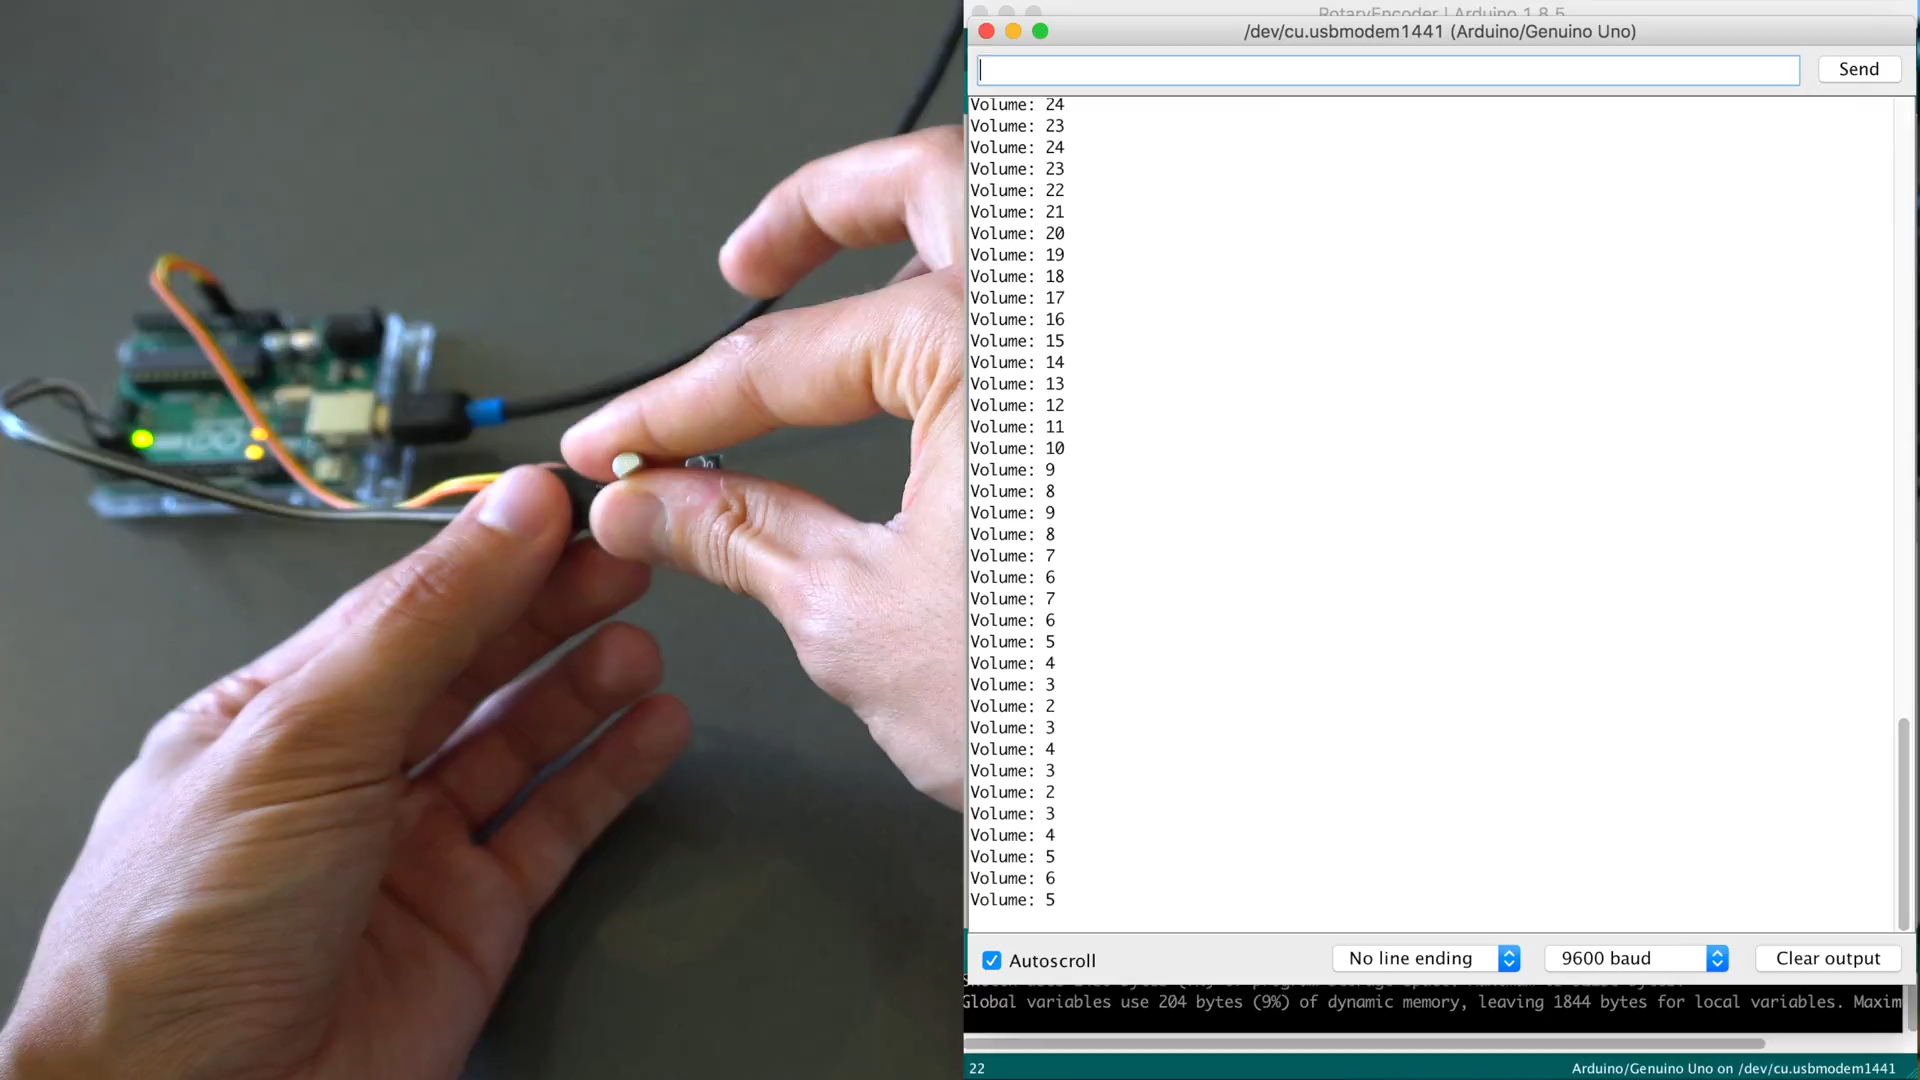 RotaryEncoder | Arduino 1.8.5
/dev/cu.usbmodem1441 (Arduino/Genuino Uno)
Send
Volume: 24
Volume: 23
Volume: 24
Volume: 23
Volume: 22
Volume: 21
Volume: 20
Volume: 19
Volume: 18
Volume: 17
Volume: 16
Volume: 15
Volume: 14
Volume: 13
Volume: 12
Volume: 11
Volume: 10
Volume: 9
Volume: 8
Volume: 9
Volume: 8
Volume: 7
Volume: 6
Volume: 7
Volume: 6
Volume: 5
Volume: 4
Volume: 3
Volume: 2
Volume: 3
Volume: 4
Volume: 3
Volume: 2
Volume: 3
Volume: 4
Volume: 5
Volume: 6
Volume: 5
Autoscroll
No line ending
9600 baud
Clear output
Global variables use 204 bytes (9%) of dynamic memory, leaving 1844 bytes for local variables. Maxim
22
Arduino/Genuino Uno on /dev/cu.usbmodem1441